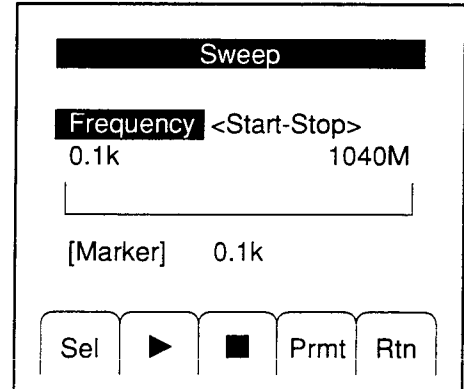 Sweep
Frequency <Start-Stop>
0.1k 1040M
[Marker] 0.1k
Sel ▶ ■ Prmt Rtn